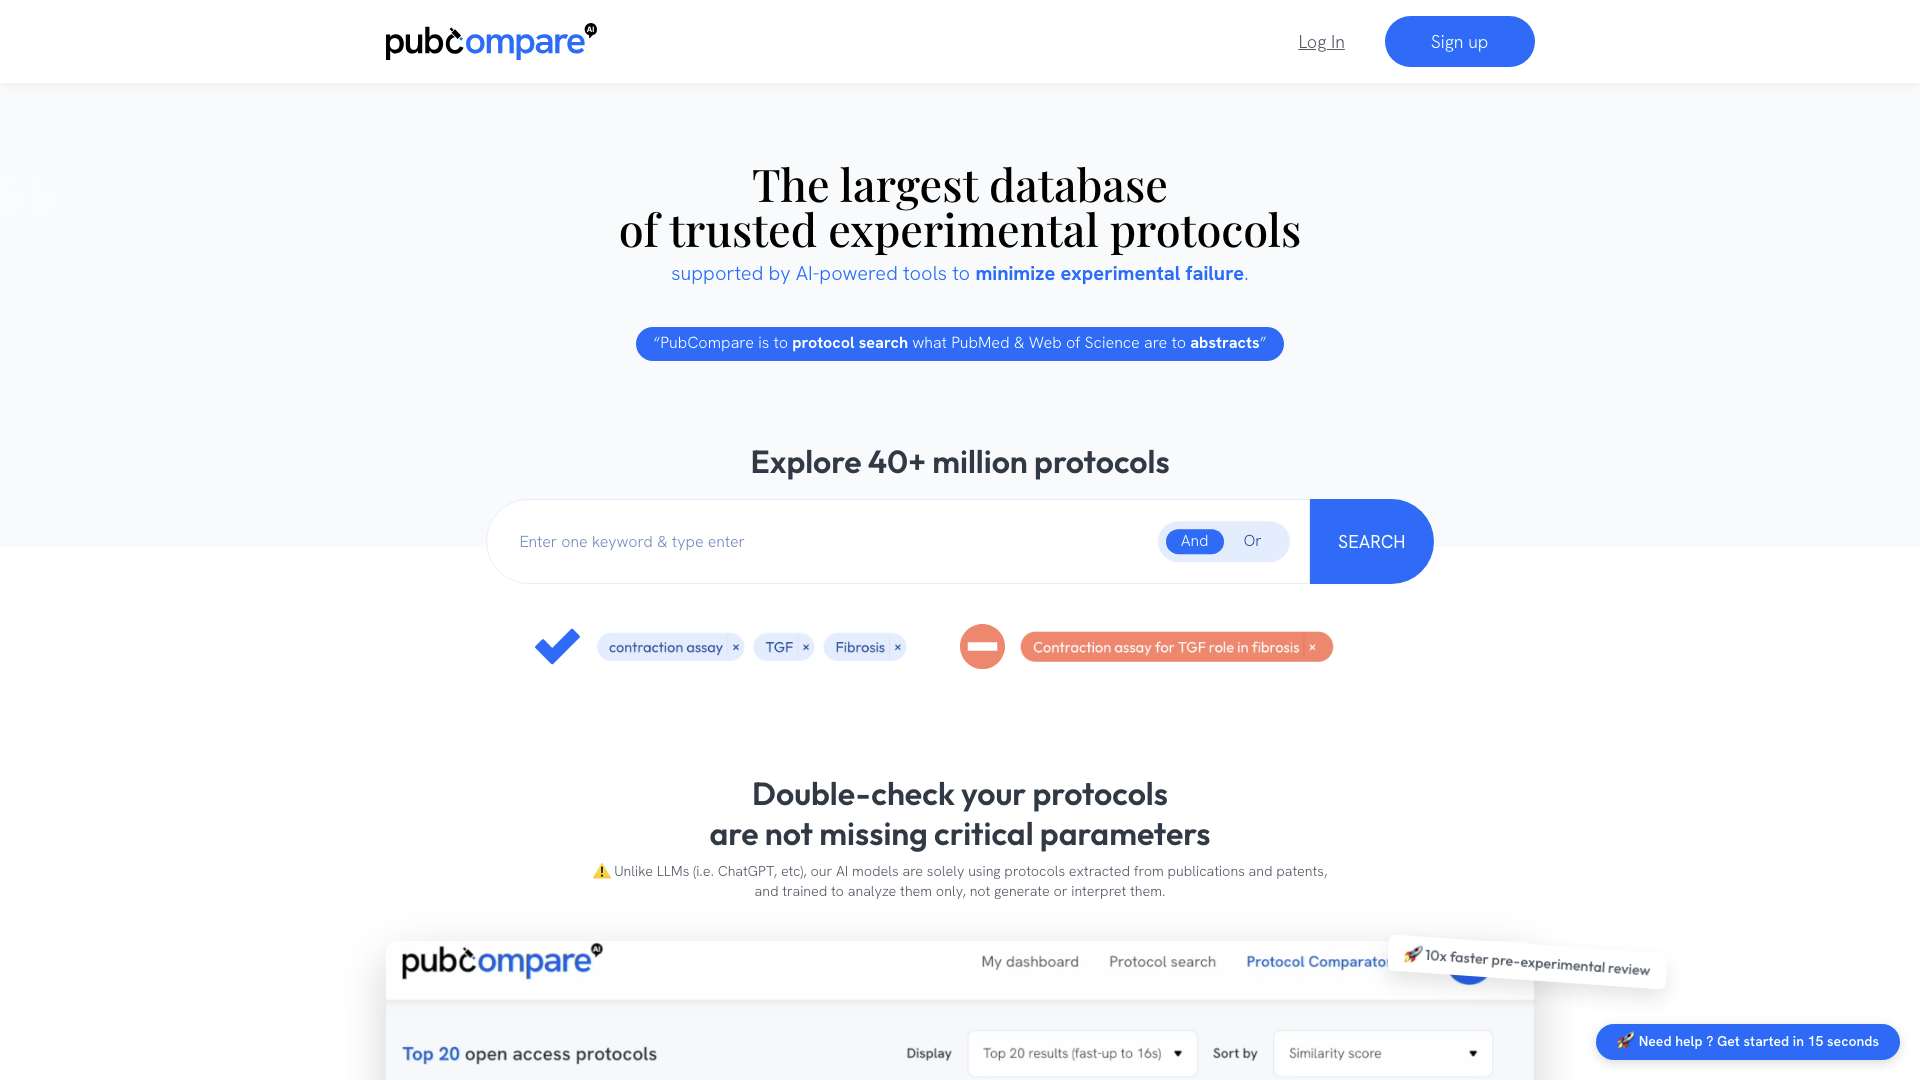 pubcompare AI
Log In
Sign up
The largest database
of trusted experimental protocols
supported by AI-powered tools to minimize experimental failure.
“PubCompare is to protocol search what PubMed & Web of Science are to abstracts”
Explore 40+ million protocols
Enter one keyword & type enter
And
Or
SEARCH
contraction assay ×
TGF ×
Fibrosis ×
Contraction assay for TGF role in fibrosis ×
Double-check your protocols
are not missing critical parameters
⚠️ Unlike LLMs (i.e. ChatGPT, etc), our AI models are solely using protocols extracted from publications and patents,
and trained to analyze them only, not generate or interpret them.
pubcompare AI
My dashboard
Protocol search
Protocol Comparator
🚀 10x faster pre-experimental review
Top 20 open access protocols
Display
Top 20 results (fast-up to 16s)
Sort by
Similarity score
🚀 Need help ? Get started in 15 seconds